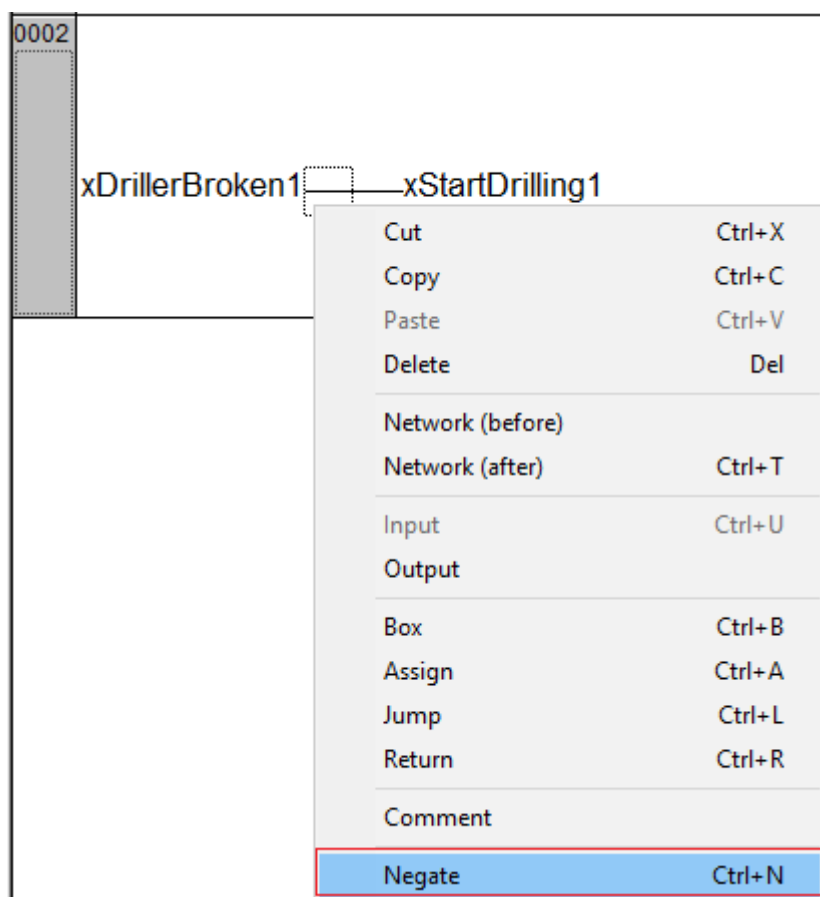 0002
xDrillerBroken1 xStartDrilling1
Cut Ctrl+X
Copy Ctrl+C
Paste Ctrl+V
Delete Del
Network (before)
Network (after) Ctrl+T
Input Ctrl+U
Output
Box Ctrl+B
Assign Ctrl+A
Jump Ctrl+L
Return Ctrl+R
Comment
Negate Ctrl+N